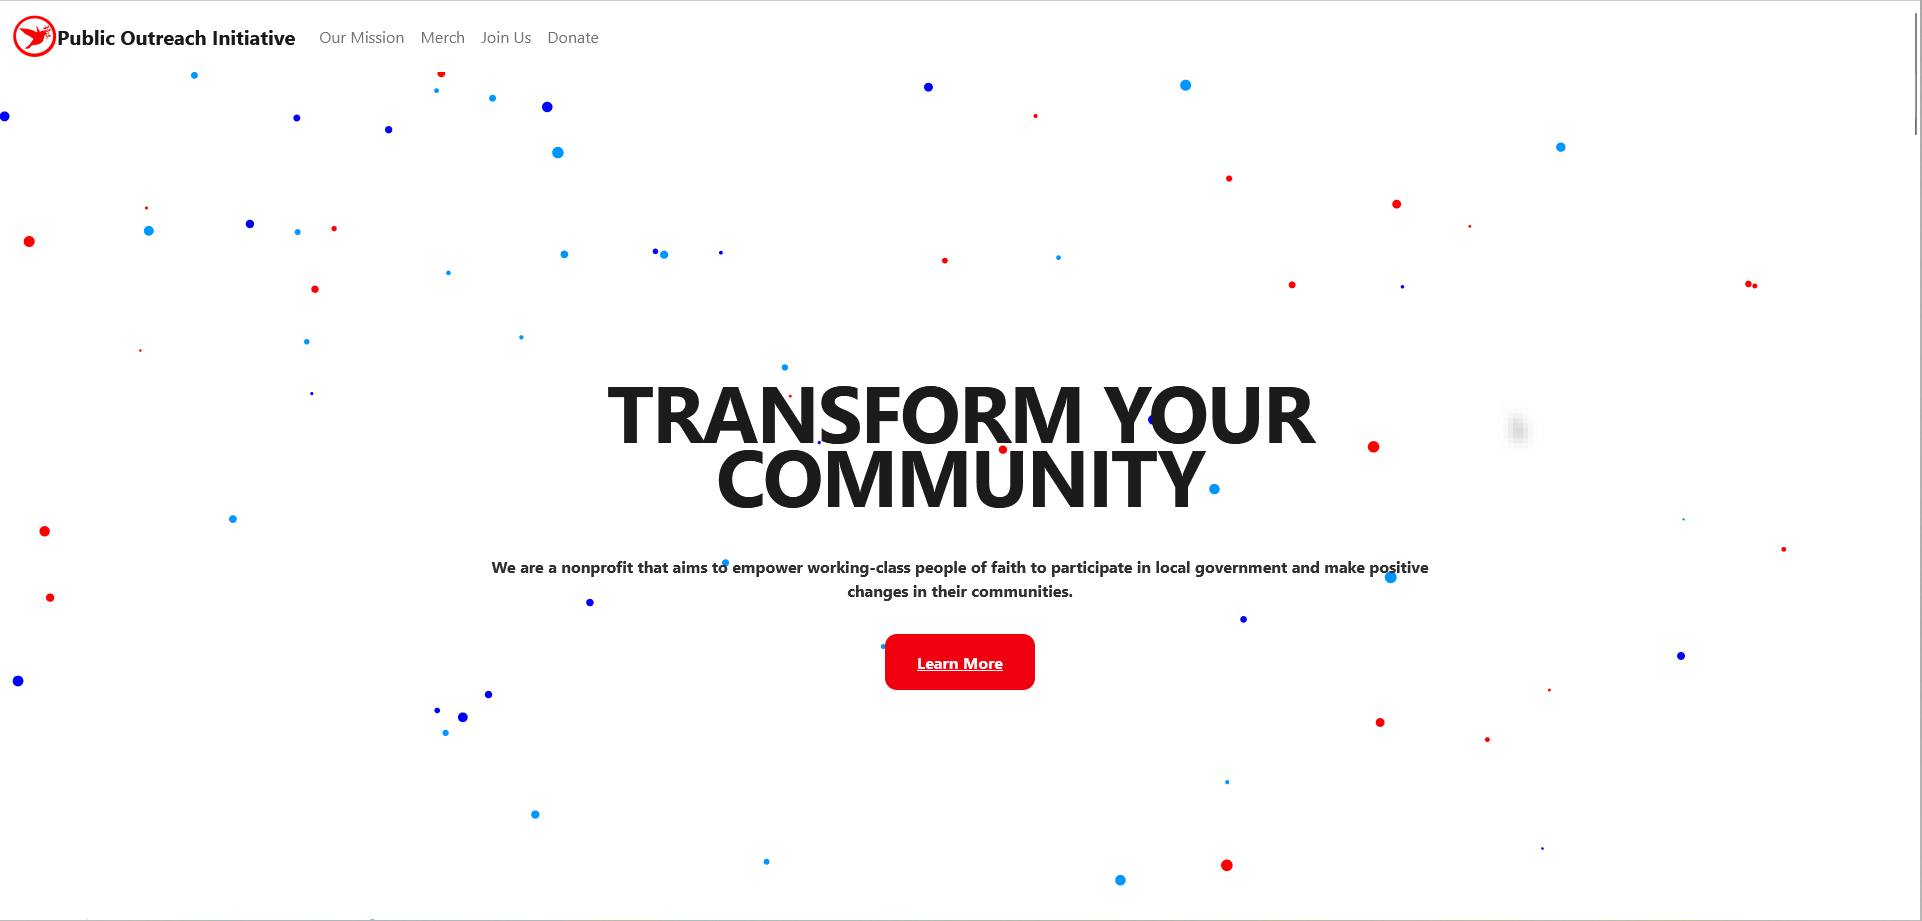 Public Outreach Initiative Our Mission Merch Join Us Donate
TRANSFORM YOUR
COMMUNITY
We are a nonprofit that aims to empower working-class people of faith to participate in local government and make positive
changes in their communities.
Learn More